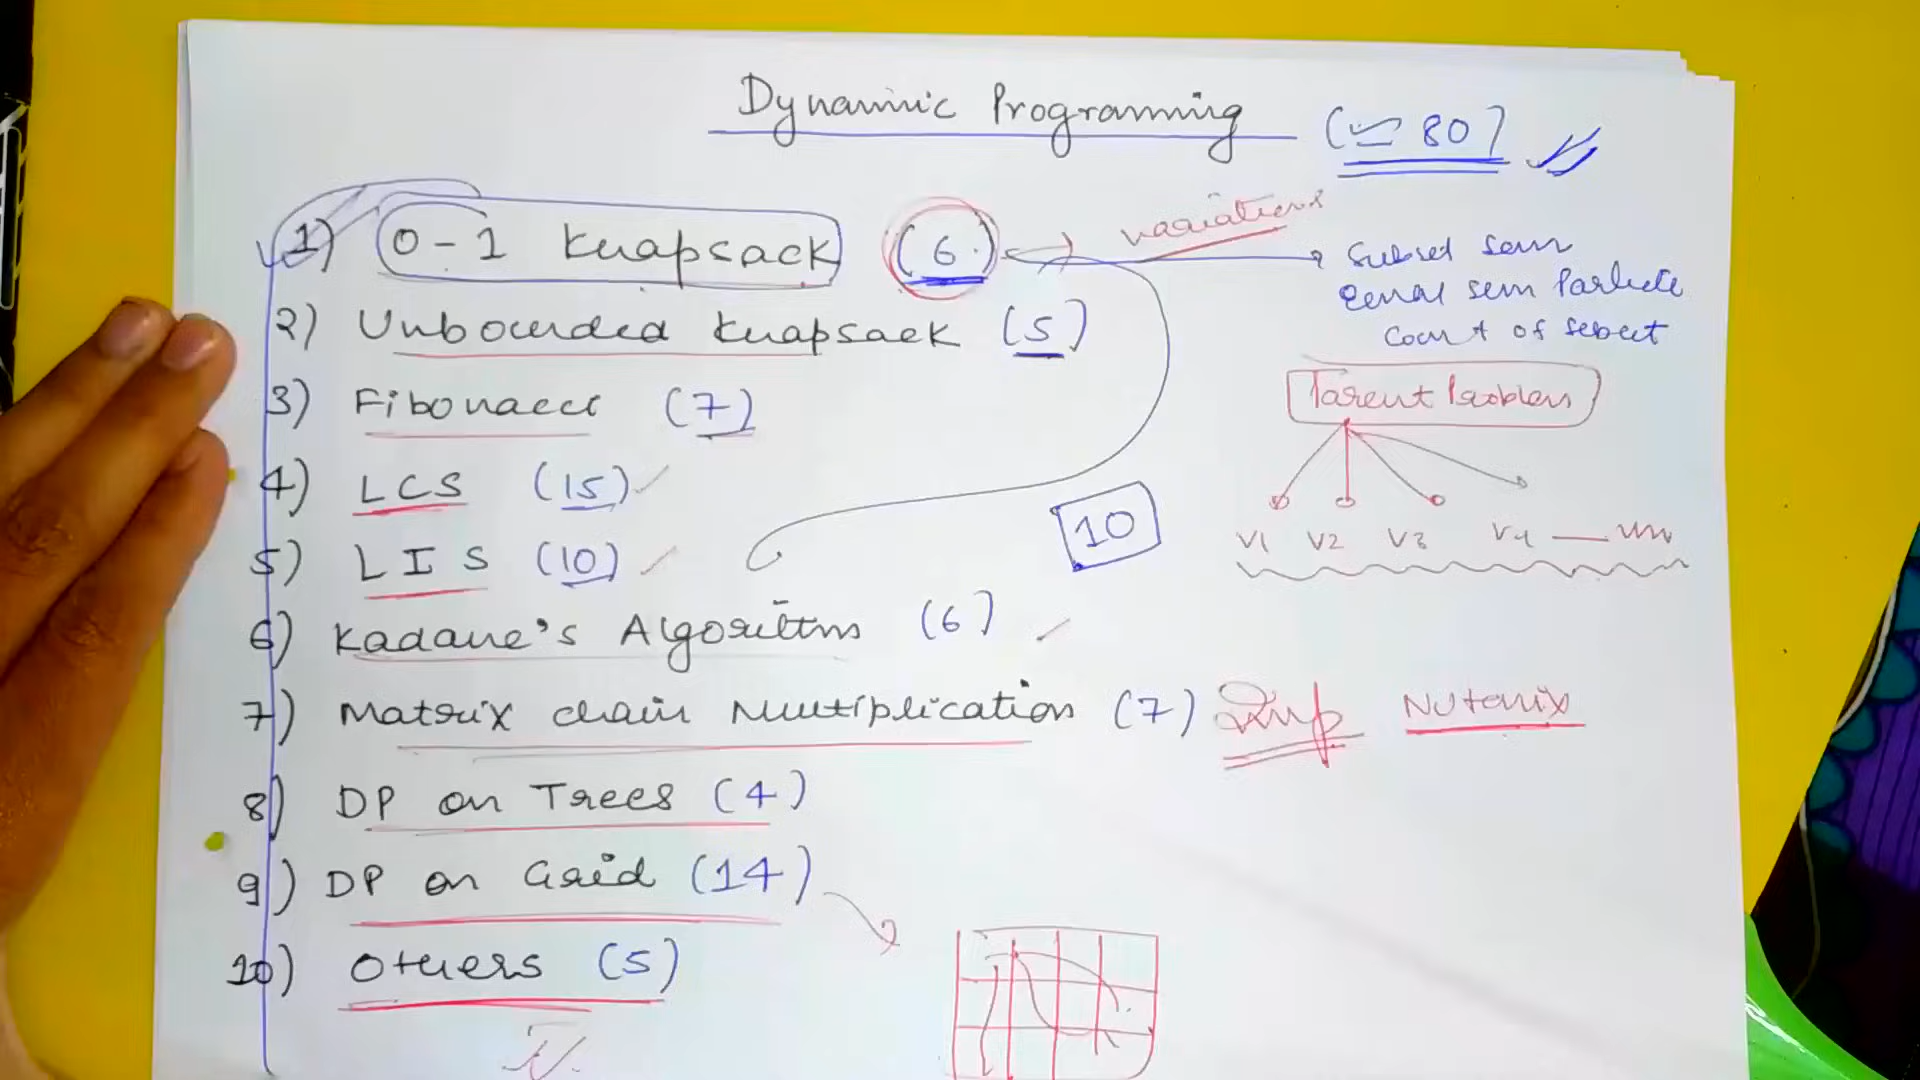 Dynamic Programming (≃ 80)
1) 0-1 Knapsack (6)
variations
Subset sum
Equal sum Partition
Count of subset
2) Unbounded Knapsack (5)
3) Fibonacci (7)
Parent Problem
4) LCS (15)
10
V1 V2 V3 V4
5) LIS (10)
6) Kadane's Algorithm (6)
7) Matrix chain Multiplication (7) Imp Nutanix
8) DP on Trees (4)
9) DP on Grid (14)
10) Others (5)